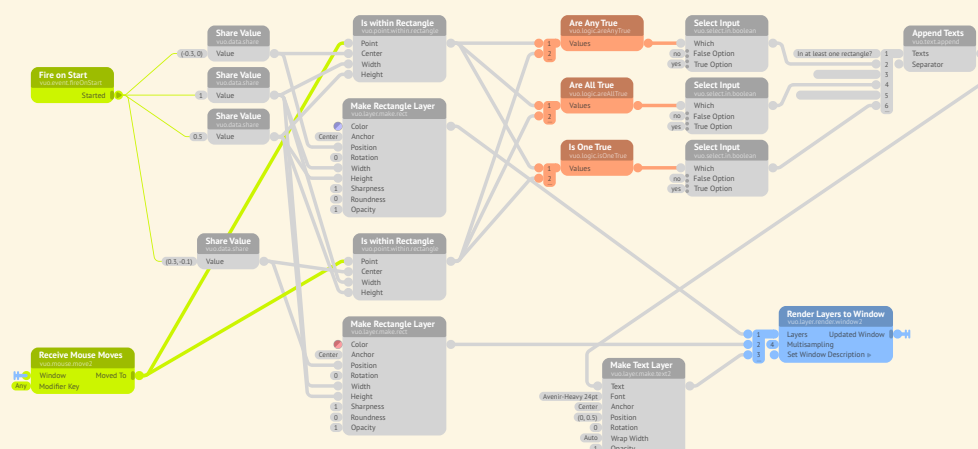 Fire on Start
vuo.event.fireOnStart
Started
Share Value
vuo.data.share
(-0.3, 0) Value
Share Value
vuo.data.share
1 Value
Share Value
vuo.data.share
0.5 Value
Share Value
vuo.data.share
(0.3, -0.1) Value
Receive Mouse Moves
vuo.mouse.move2
Window Moved To
Any Modifier Key
Is within Rectangle
vuo.point.within.rectangle
Point
Center
Width
Height
Make Rectangle Layer
vuo.layer.make.rect
Color
Center Anchor
Position
0 Rotation
Width
Height
1 Sharpness
0 Roundness
1 Opacity
Is within Rectangle
vuo.point.within.rectangle
Point
Center
Width
Height
Make Rectangle Layer
vuo.layer.make.rect
Color
Center Anchor
Position
0 Rotation
Width
Height
1 Sharpness
0 Roundness
1 Opacity
Are Any True
vuo.logic.areAnyTrue
1 Values
2
Are All True
vuo.logic.areAllTrue
1 Values
2
Is One True
vuo.logic.isOneTrue
1 Values
2
Select Input
vuo.select.in.boolean
Which
no False Option
yes True Option
Select Input
vuo.select.in.boolean
Which
no False Option
yes True Option
Select Input
vuo.select.in.boolean
Which
no False Option
yes True Option
Append Texts
vuo.text.append
In at least one rectangle? 1 Texts
2 Separator
3
4
5
6
Make Text Layer
vuo.layer.make.text2
Text
Avenir-Heavy 24pt Font
Center Anchor
(0, 0.5) Position
0 Rotation
Auto Wrap Width
1 Opacity
Render Layers to Window
vuo.layer.render.window2
1 Layers Updated Window
2 4 Multisampling
3 Set Window Description »